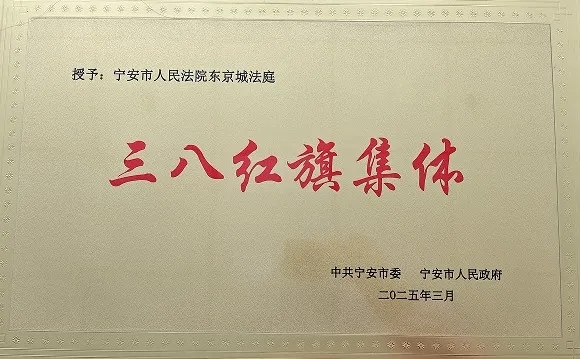 授予：宁安市人民法院东京城法庭
三八红旗集体
中共宁安市委 宁安市人民政府
二0二五年三月